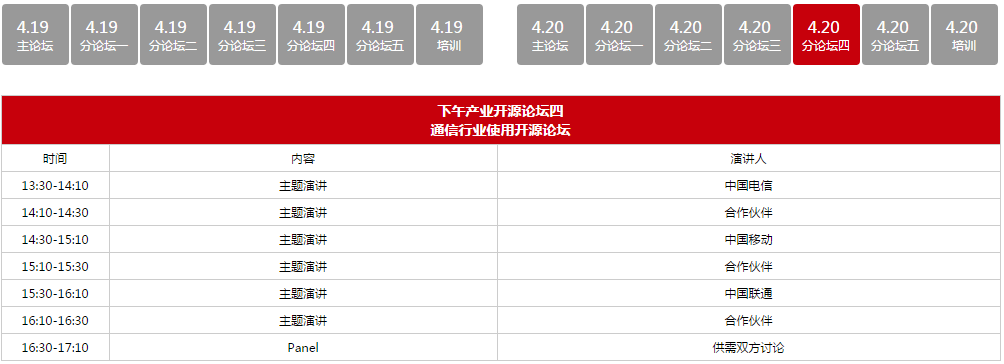 4.19 4.19 4.19 4.19 4.19 4.19 4.19 4.20 4.20 4.20 4.20 4.20 4.20 4.20
主论坛 分论坛一 分论坛二 分论坛三 分论坛四 分论坛五 培训 主论坛 分论坛一 分论坛二 分论坛三 分论坛四 分论坛五 培训
下午产业开源论坛四
通信行业使用开源论坛
时间 内容 演讲人
13:30-14:10 主题演讲 中国电信
14:10-14:30 主题演讲 合作伙伴
14:30-15:10 主题演讲 中国移动
15:10-15:30 主题演讲 合作伙伴
15:30-16:10 主题演讲 中国联通
16:10-16:30 主题演讲 合作伙伴
16:30-17:10 Panel 供需双方讨论